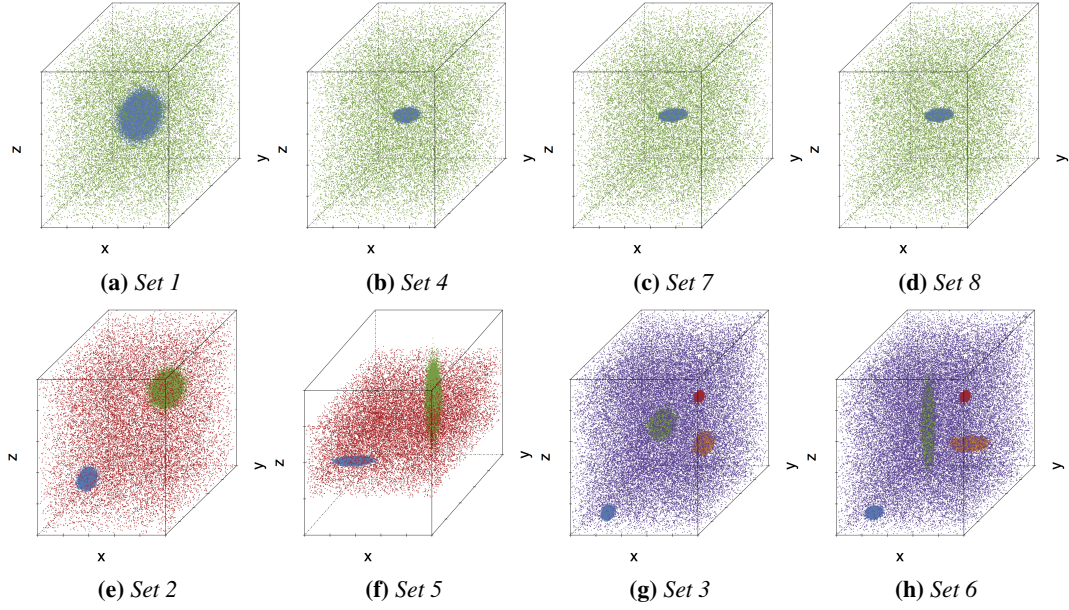 z y z y z y z y
x x x x
(a) Set 1 (b) Set 4 (c) Set 7 (d) Set 8
z y z y z y z y
x x x x
(e) Set 2 (f) Set 5 (g) Set 3 (h) Set 6